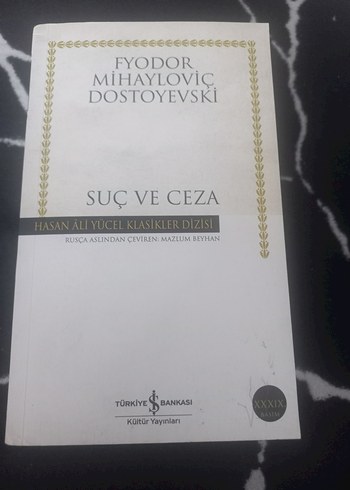 FYODOR
MİHAYLOVİÇ
DOSTOYEVSKİ
SUÇ VE CEZA
HASAN ÂLİ YÜCEL KLASİKLER DİZİSİ
RUSÇA ASLINDAN ÇEVİREN: MAZLUM BEYHAN
TÜRKİYE İŞ BANKASI
Kültür Yayınları
XXXIX
BASIM